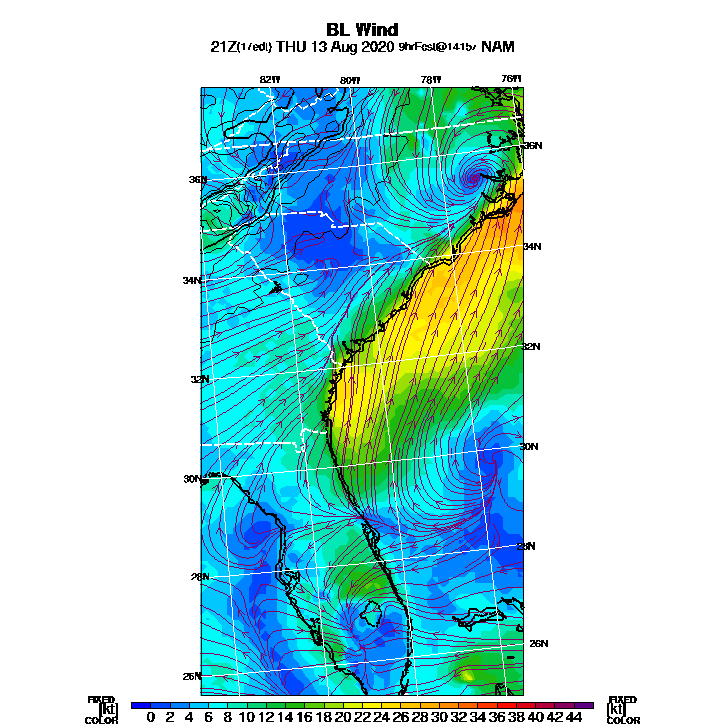 BL Wind
21Z(17edt) THU 13 Aug 2020 9hrFcst@1415z NAM
82W 80W 78W 76W
36N
36N
34N
34N
32N
32N
30N
30N
28N
28N
26N
26N
FIXED FIXED
[kt] 0 2 4 6 8 10 12 14 16 18 20 22 24 26 28 30 32 34 36 38 40 42 44 [kt]
COLOR COLOR